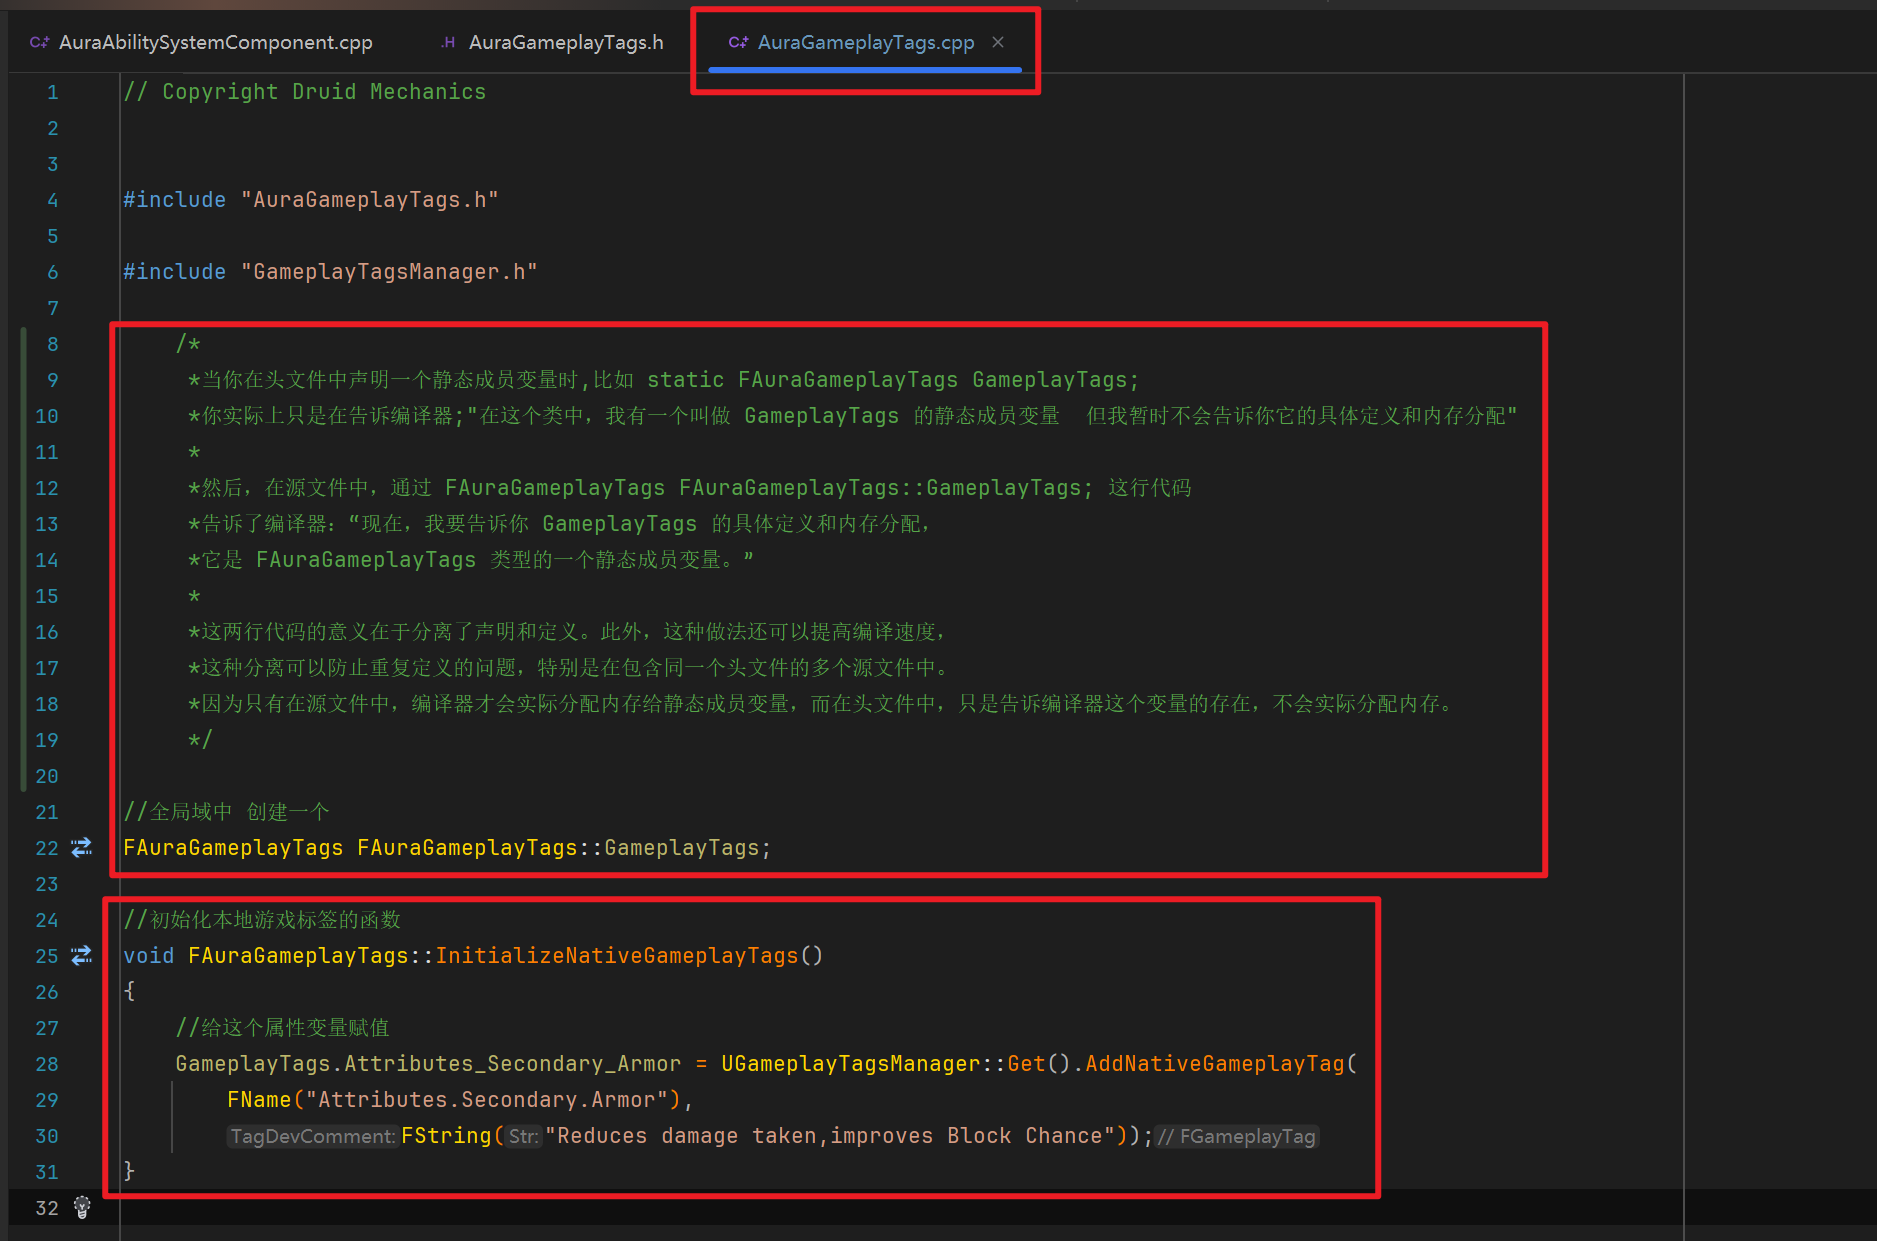 AuraAbilitySystemComponent.cpp
AuraGameplayTags.h
AuraGameplayTags.cpp
1 // Copyright Druid Mechanics
2
3
4 #include "AuraGameplayTags.h"
5
6 #include "GameplayTagsManager.h"
7
8 /*
9 *当你在头文件中声明一个静态成员变量时,比如 static FAuraGameplayTags GameplayTags;
10 *你实际上只是在告诉编译器;"在这个类中，我有一个叫做 GameplayTags 的静态成员变量 但我暂时不会告诉你它的具体定义和内存分配"
11 *
12 *然后，在源文件中，通过 FAuraGameplayTags FAuraGameplayTags::GameplayTags; 这行代码
13 *告诉了编译器：“现在，我要告诉你 GameplayTags 的具体定义和内存分配，
14 *它是 FAuraGameplayTags 类型的一个静态成员变量。”
15 *
16 *这两行代码的意义在于分离了声明和定义。此外，这种做法还可以提高编译速度，
17 *这种分离可以防止重复定义的问题，特别是在包含同一个头文件的多个源文件中。
18 *因为只有在源文件中，编译器才会实际分配内存给静态成员变量，而在头文件中，只是告诉编译器这个变量的存在，不会实际分配内存。
19 */
20
21 //全局域中 创建一个
22 FAuraGameplayTags FAuraGameplayTags::GameplayTags;
23
24 //初始化本地游戏标签的函数
25 void FAuraGameplayTags::InitializeNativeGameplayTags()
26 {
27 //给这个属性变量赋值
28 GameplayTags.Attributes_Secondary_Armor = UGameplayTagsManager::Get().AddNativeGameplayTag(
29 FName("Attributes.Secondary.Armor"),
30 TagDevComment: FString( Str: "Reduces damage taken,improves Block Chance")); // FGameplayTag
31 }
32